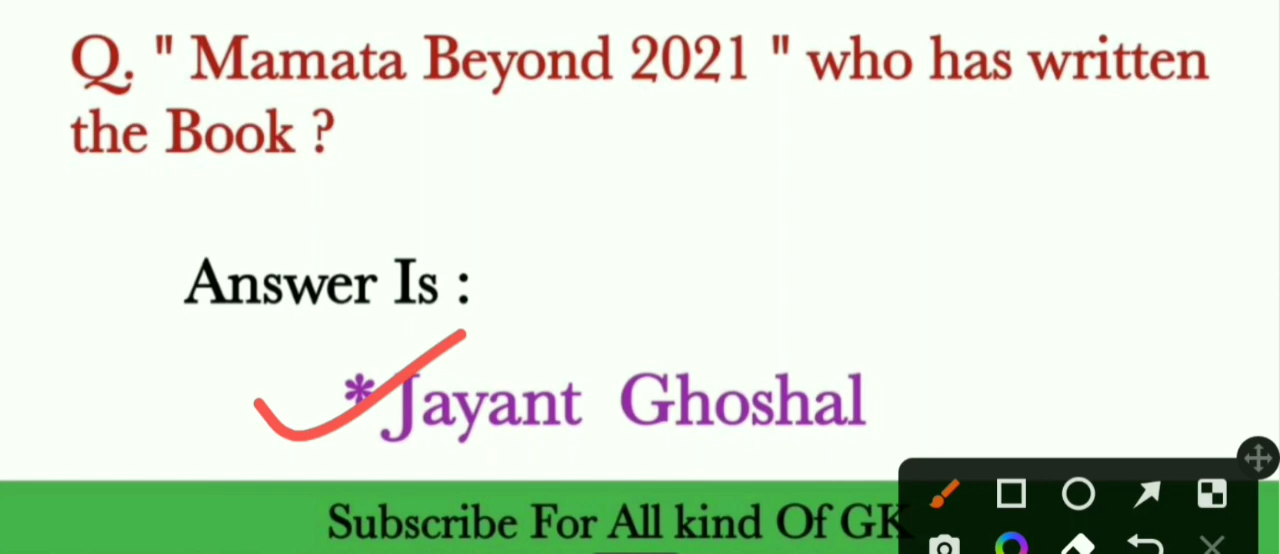 Q. " Mamata Beyond 2021 " who has written
the Book ?
Answer Is :
* Jayant Ghoshal
Subscribe For All kind Of GK